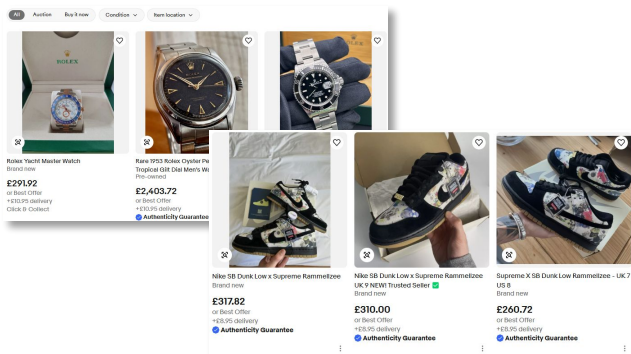 All
Auction
Buy it now
Condition
Item location
ROLEX
Rolex Yacht Master Watch
Brand new
£291.92
or Best Offer
+£10.95 delivery
Click & Collect
Rare 1953 Rolex Oyster Pe
Tropical Gilt Dial Men's Wa
Pre-owned
£2,403.72
or Best Offer
+£10.95 delivery
Authenticity Guarantee
Nike SB Dunk Low x Supreme Rammellzee
Brand new
£317.82
or Best Offer
+£8.95 delivery
Authenticity Guarantee
Nike SB Dunk Low x Supreme Rammellzee
UK 9 NEW! Trusted Seller ✅
Brand new
£310.00
or Best Offer
+£8.95 delivery
Authenticity Guarantee
Supreme X SB Dunk Low Rammellzee - UK 7
US 8
Brand new
£260.72
or Best Offer
+£8.95 delivery
Authenticity Guarantee